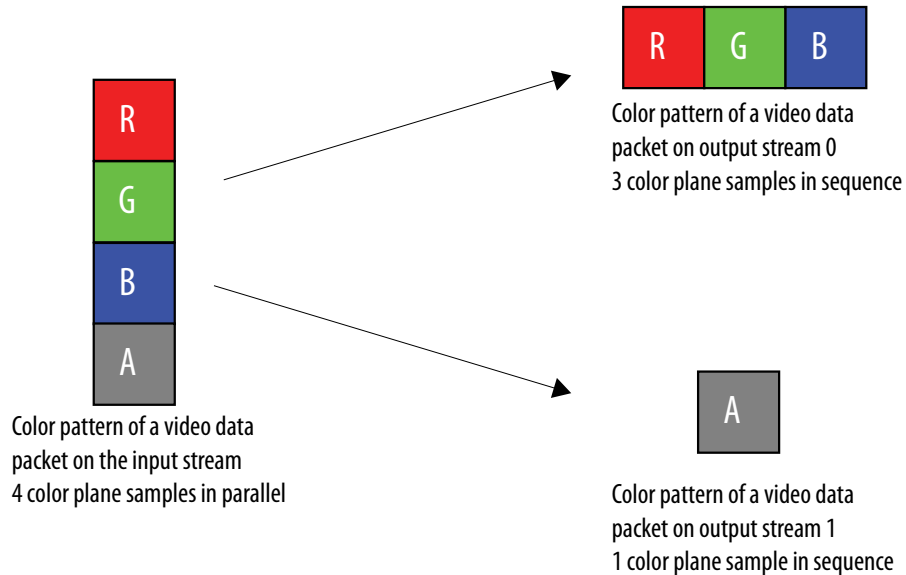 R
G
B
A
Color pattern of a video data
packet on the input stream
4 color plane samples in parallel
R G B
Color pattern of a video data
packet on output stream 0
3 color plane samples in sequence
A
Color pattern of a video data
packet on output stream 1
1 color plane sample in sequence